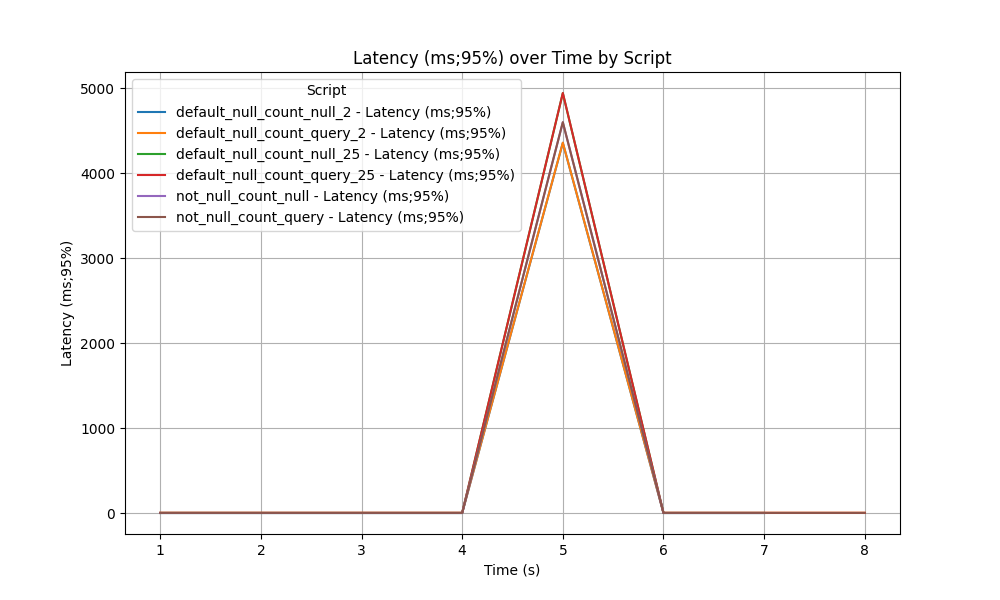 Latency (ms;95%) over Time by Script
Script
default_null_count_null_2 - Latency (ms;95%)
default_null_count_query_2 - Latency (ms;95%)
default_null_count_null_25 - Latency (ms;95%)
default_null_count_query_25 - Latency (ms;95%)
not_null_count_null - Latency (ms;95%)
not_null_count_query - Latency (ms;95%)
Latency (ms;95%)
5000
4000
3000
2000
1000
0
1 2 3 4 5 6 7 8
Time (s)